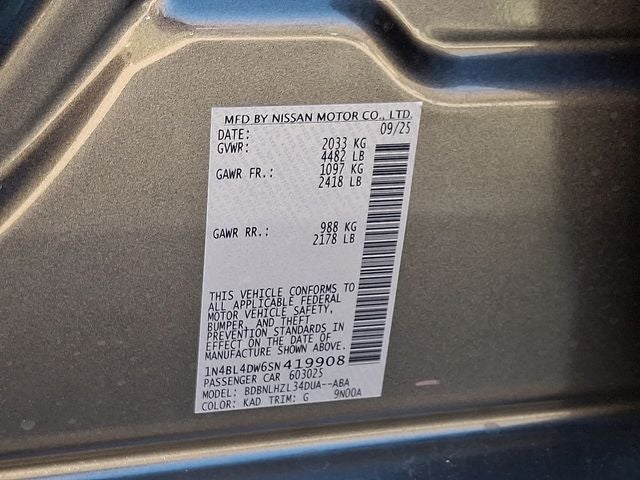 MFD BY NISSAN MOTOR CO., LTD.
DATE: 09/25
GVWR: 2033 KG
4482 LB
GAWR FR.: 1097 KG
2418 LB
GAWR RR.: 988 KG
2178 LB
THIS VEHICLE CONFORMS TO
ALL APPLICABLE FEDERAL
MOTOR VEHICLE SAFETY,
BUMPER, AND THEFT
PREVENTION STANDARDS IN
EFFECT ON THE DATE OF
MANUFACTURE SHOWN ABOVE.
1N4BL4DW6SN419908
PASSENGER CAR 603025
MODEL: BDBNLHZL34DUA--ABA
COLOR: KAD TRIM: G 9N00A